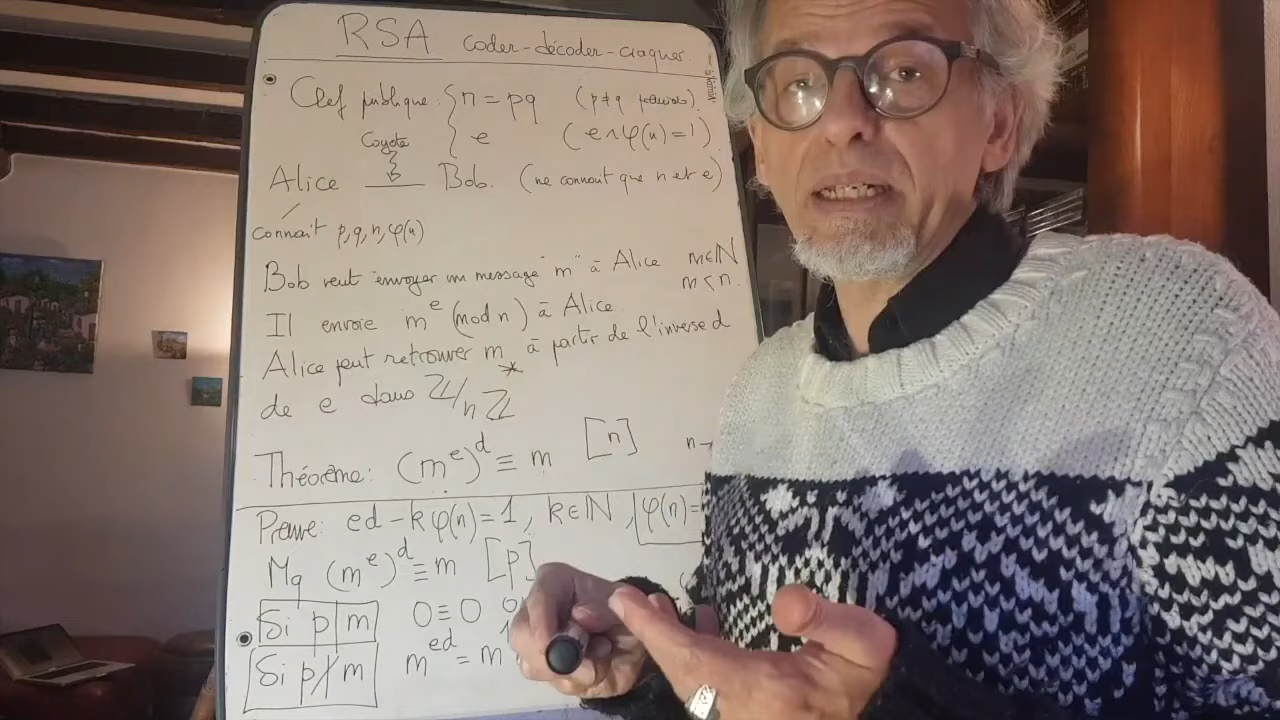 RSA coder-décoder-craquer
Clef publique { n = pq (p ≠ q premiers)
Coyote { e (e ∧ φ(n) = 1)
Alice → Bob. (ne connait que n et e)
connait p, q, n, φ(n)
Bob veut envoyer un message "m" à Alice m ∈ ℕ
m < n.
Il envoie m^e (mod n) à Alice.
Alice peut retrouver m à partir de l'inverse d
de e dans ℤ/nℤ*
Théorème: (m^e)^d ≡ m [n] n →
Preuve: ed - kφ(n) = 1, k ∈ ℕ, φ(n) =
Mq (m^e)^d ≡ m [p]
Si p | m 0 ≡ 0
Si p ∤ m m^ed = m